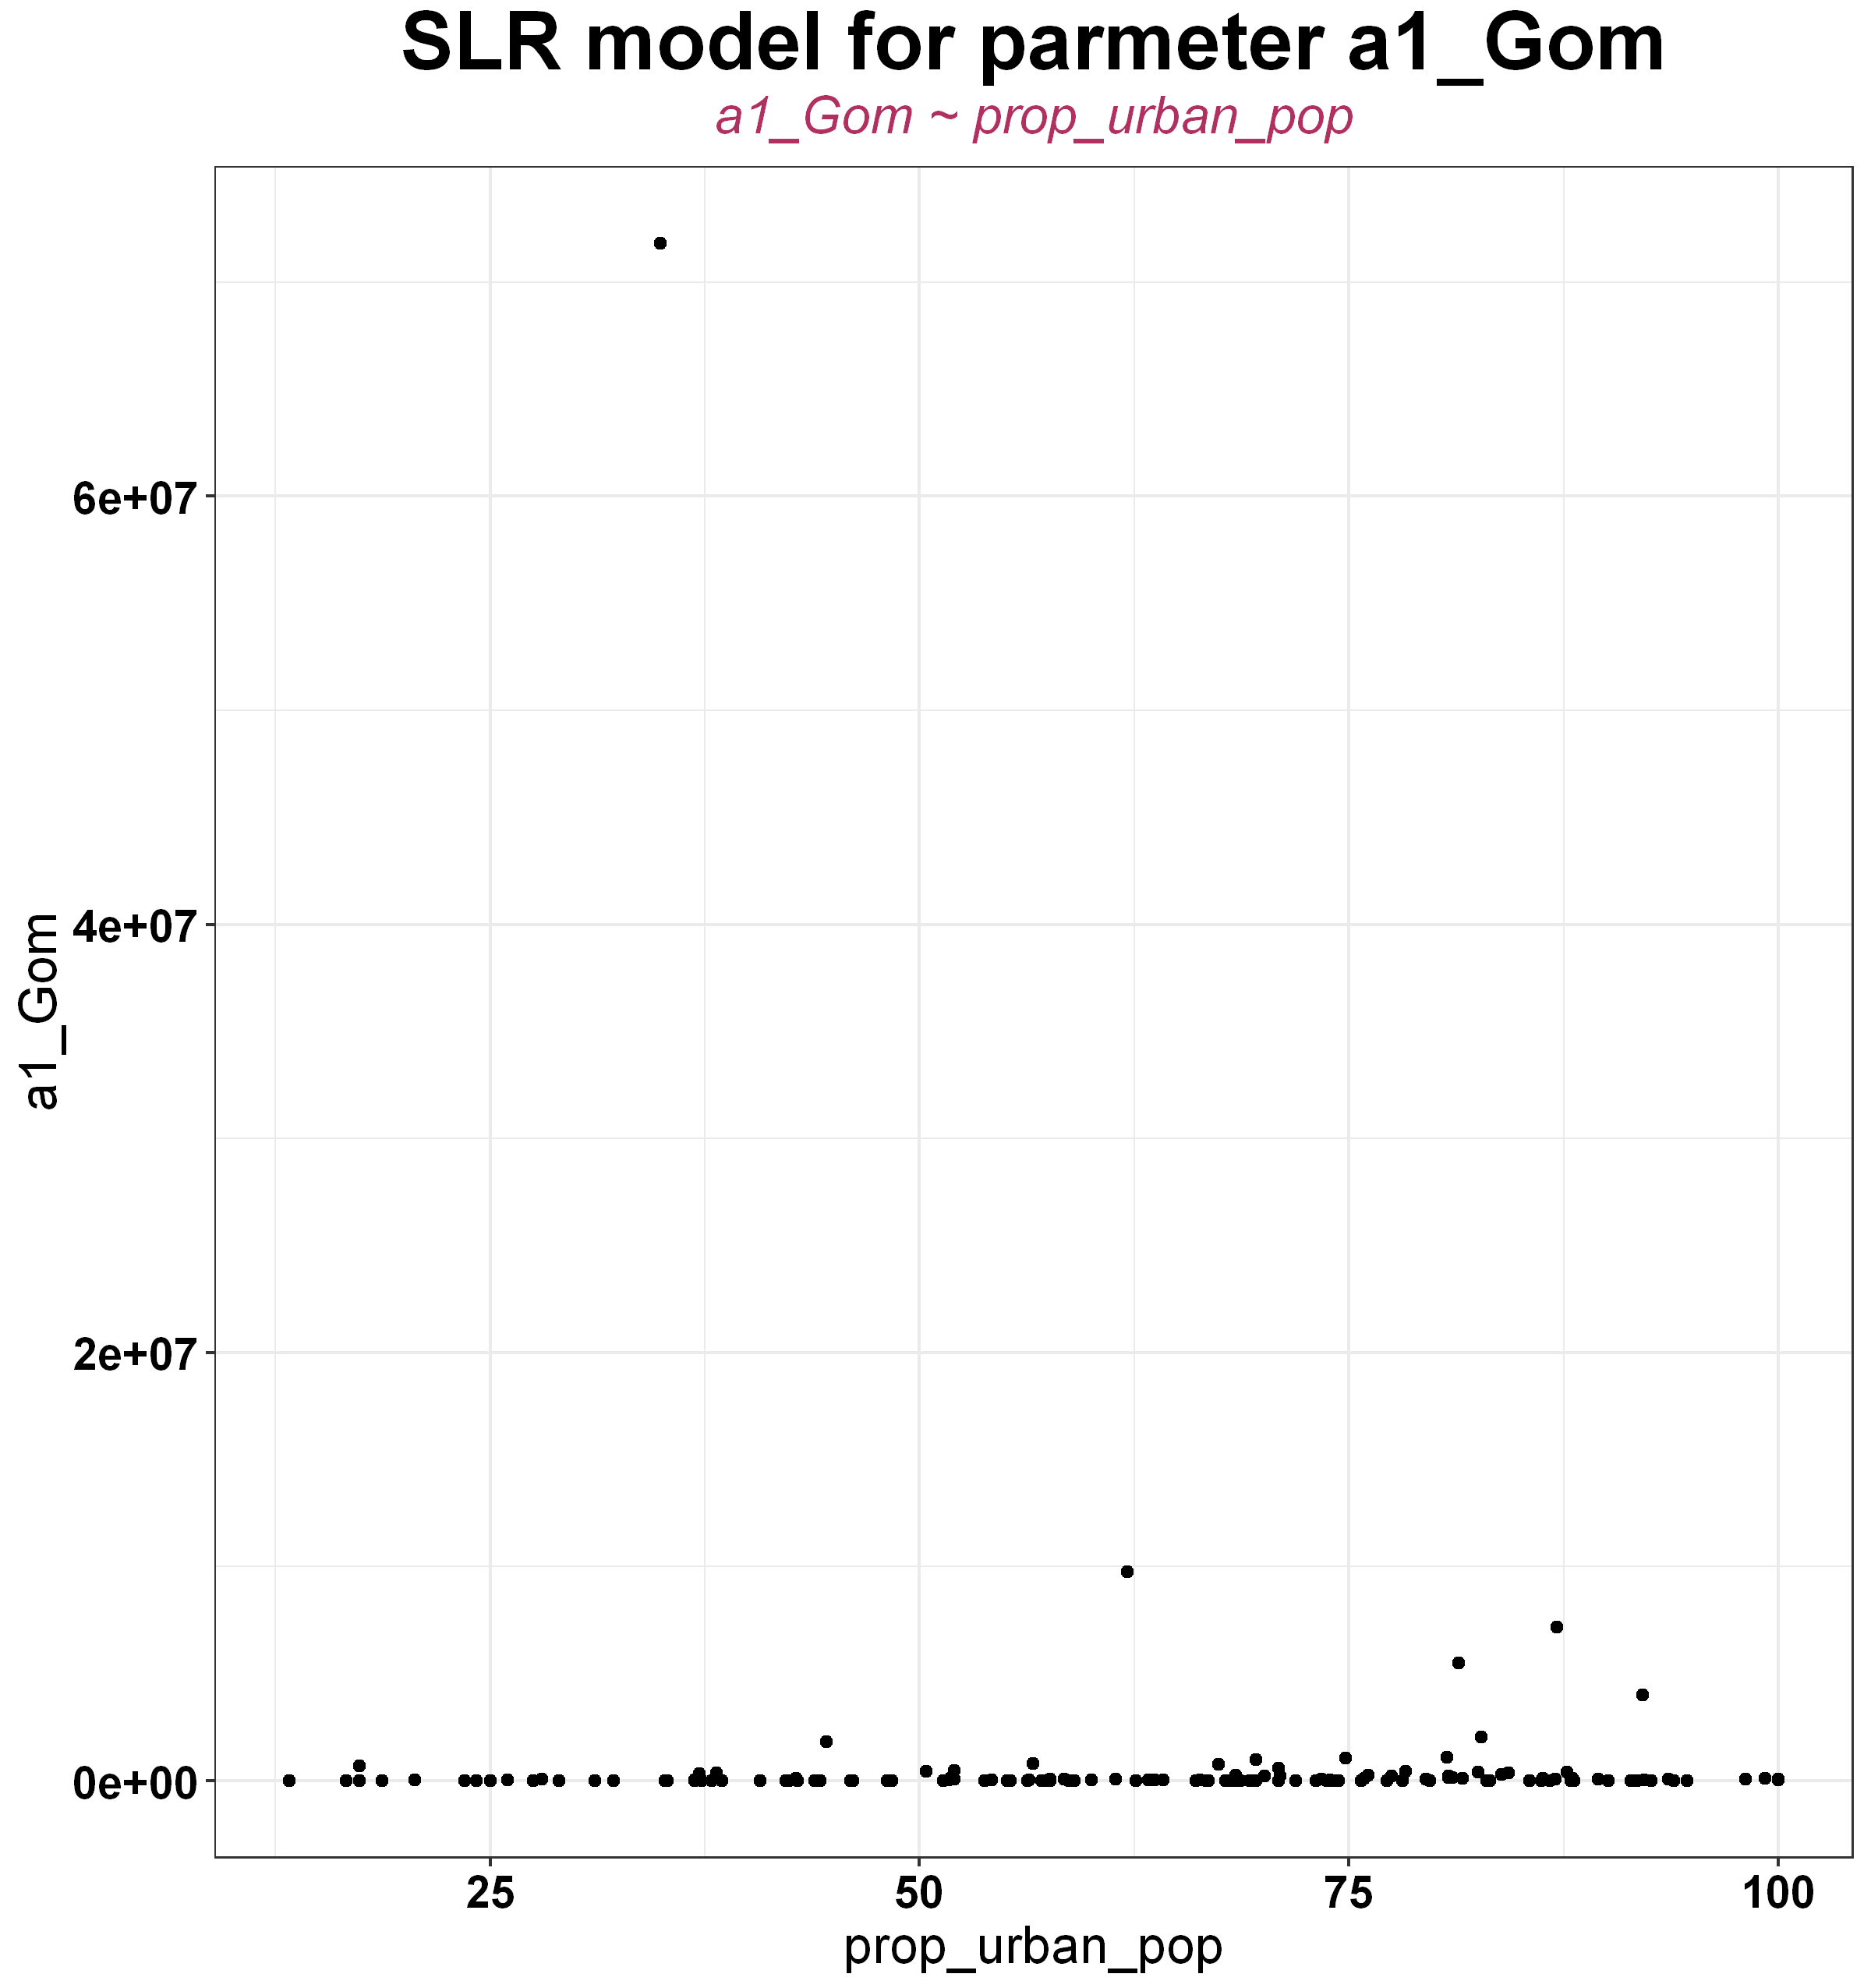 SLR model for parmeter a1_Gom
a1_Gom ~ prop_urban_pop
a1_Gom
6e+07
4e+07
2e+07
0e+00
25 50 75 100
prop_urban_pop